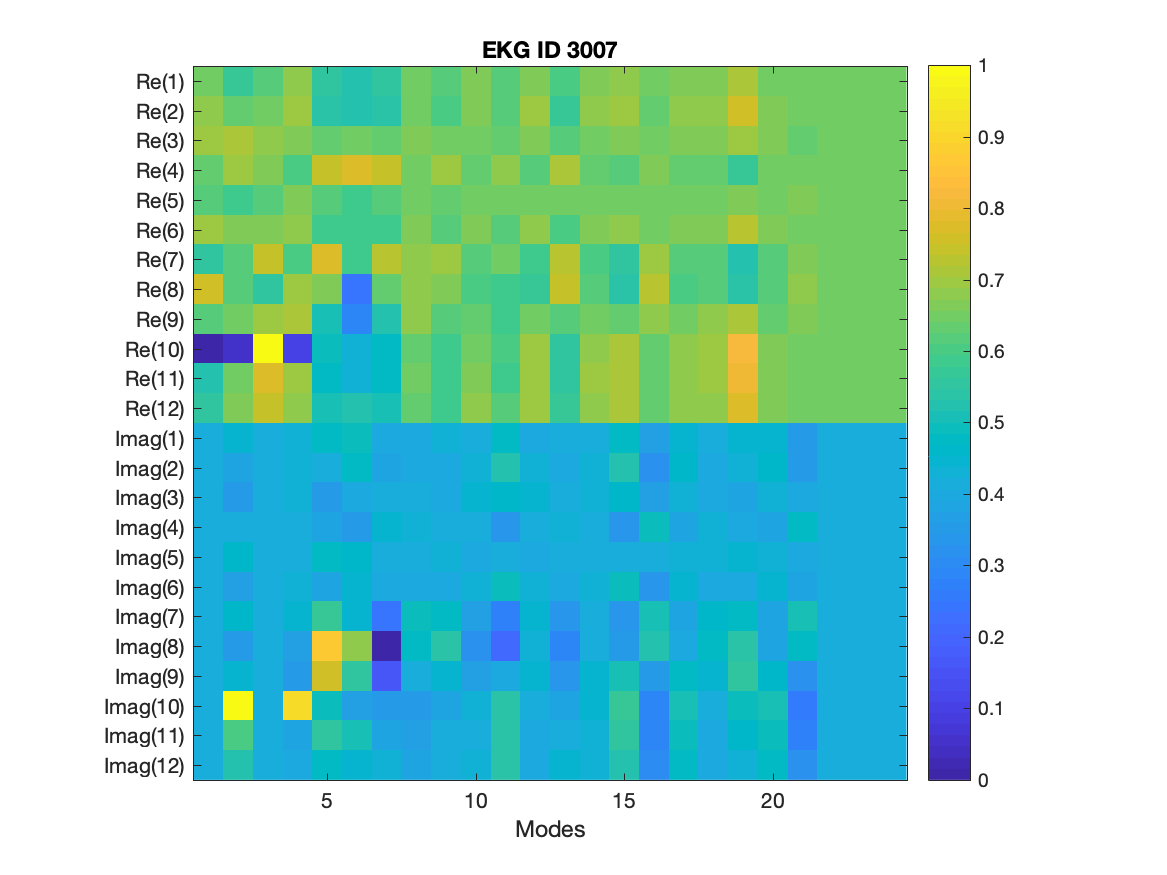 EKG ID 3007
Re(1)
Re(2)
Re(3)
Re(4)
Re(5)
Re(6)
Re(7)
Re(8)
Re(9)
Re(10)
Re(11)
Re(12)
Imag(1)
Imag(2)
Imag(3)
Imag(4)
Imag(5)
Imag(6)
Imag(7)
Imag(8)
Imag(9)
Imag(10)
Imag(11)
Imag(12)
5 10 15 20
Modes
1
0.9
0.8
0.7
0.6
0.5
0.4
0.3
0.2
0.1
0